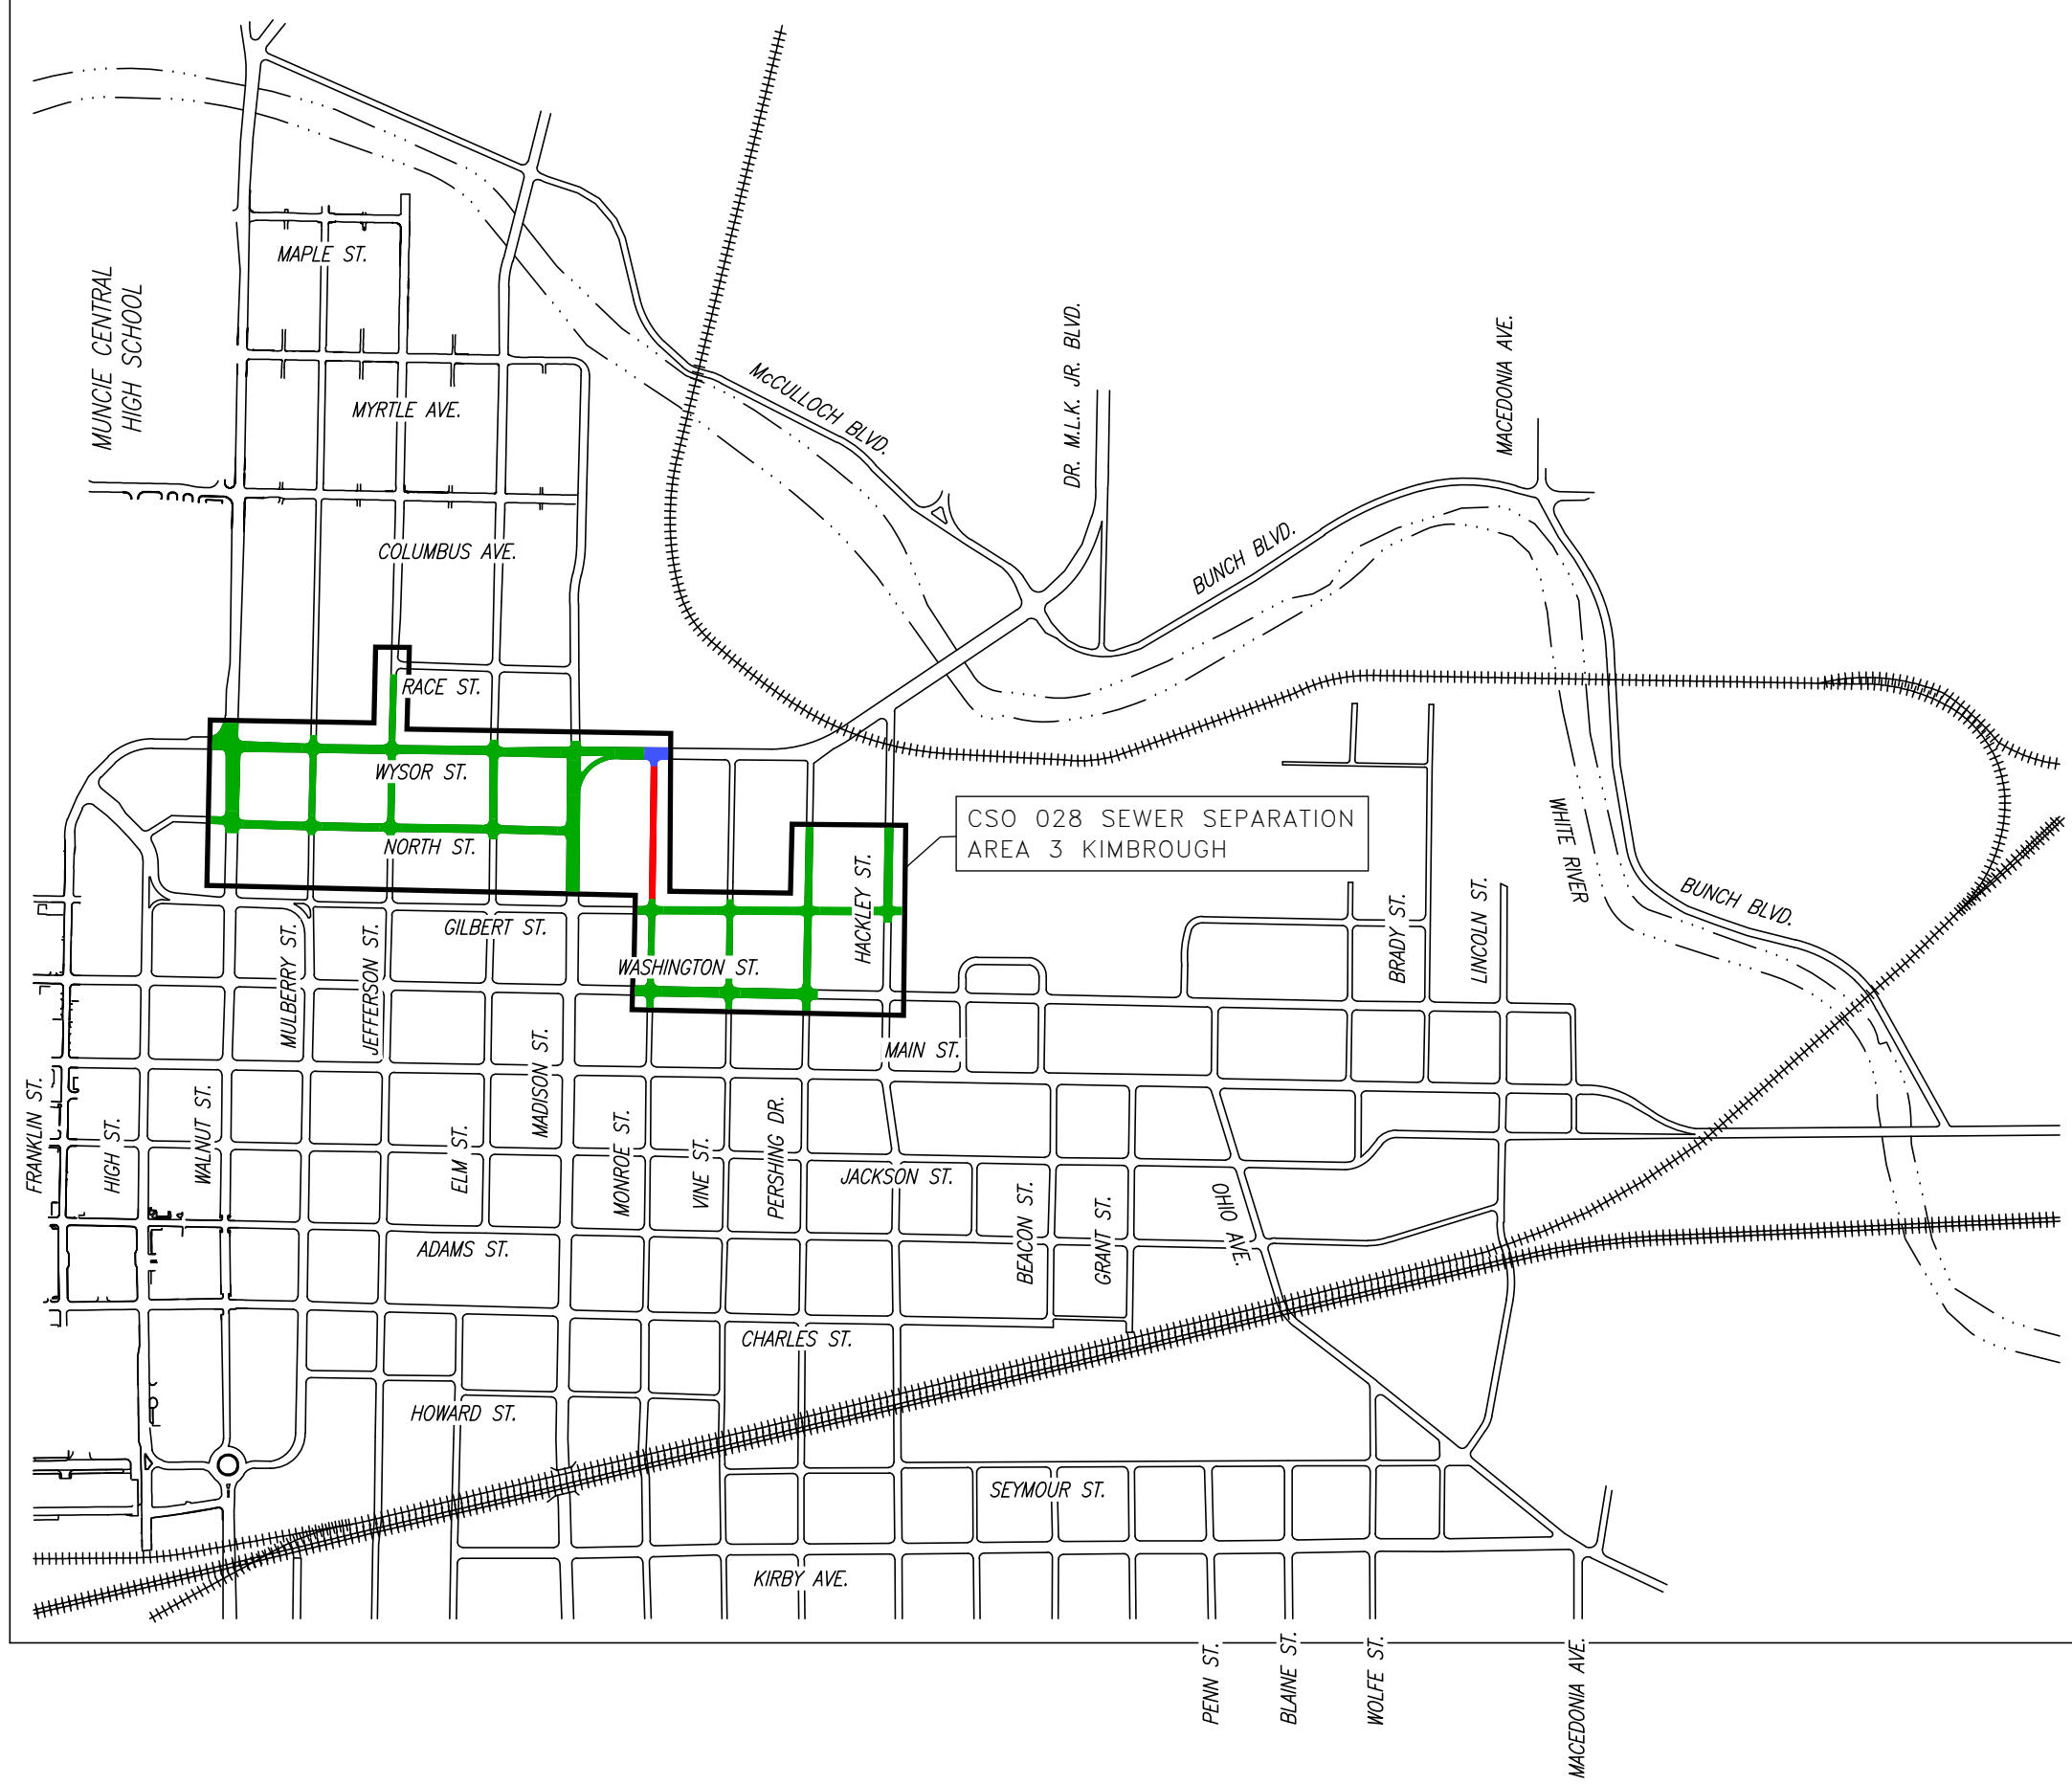 MAPLE ST.
MUNCIE CENTRAL
HIGH SCHOOL
MYRTLE AVE.
McCULLOCH BLVD.
DR. M.L.K. JR. BLVD.
MACEDONIA AVE.
COLUMBUS AVE.
BUNCH BLVD.
RACE ST.
WYSOR ST.
NORTH ST.
CSO 028 SEWER SEPARATION
AREA 3 KIMBROUGH
WHITE RIVER
HACKLEY ST.
BUNCH BLVD.
GILBERT ST.
MULBERRY ST.
JEFFERSON ST.
WASHINGTON ST.
BRADY ST.
LINCOLN ST.
MAIN ST.
MADISON ST.
FRANKLIN ST.
HIGH ST.
WALNUT ST.
ELM ST.
MONROE ST.
VINE ST.
PERSHING DR.
JACKSON ST.
BEACON ST.
GRANT ST.
OHIO AVE.
ADAMS ST.
CHARLES ST.
HOWARD ST.
SEYMOUR ST.
KIRBY AVE.
PENN ST.
BLAINE ST.
WOLFE ST.
MACEDONIA AVE.